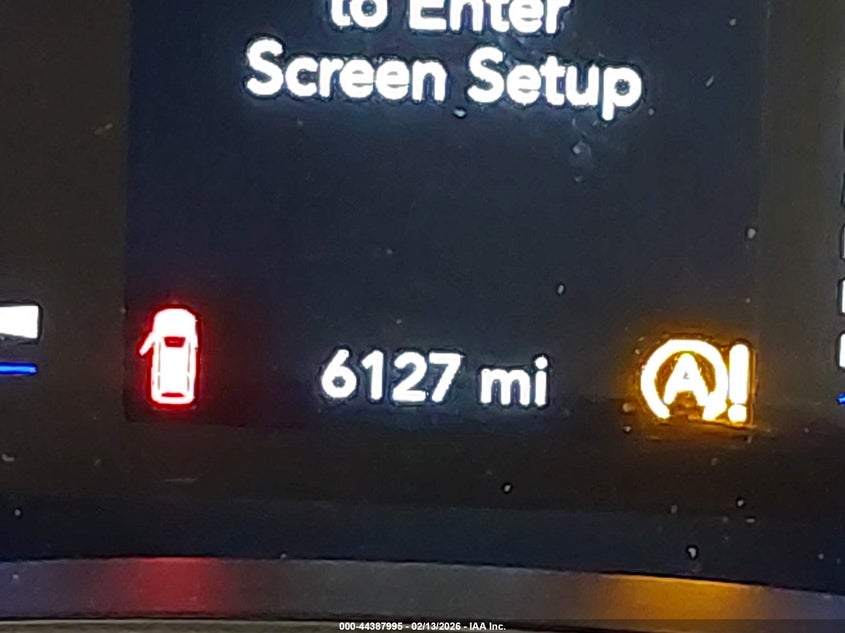 to Enter
Screen Setup
6127 mi
A!
000-44387995 - 02/13/2026 - IAA Inc.